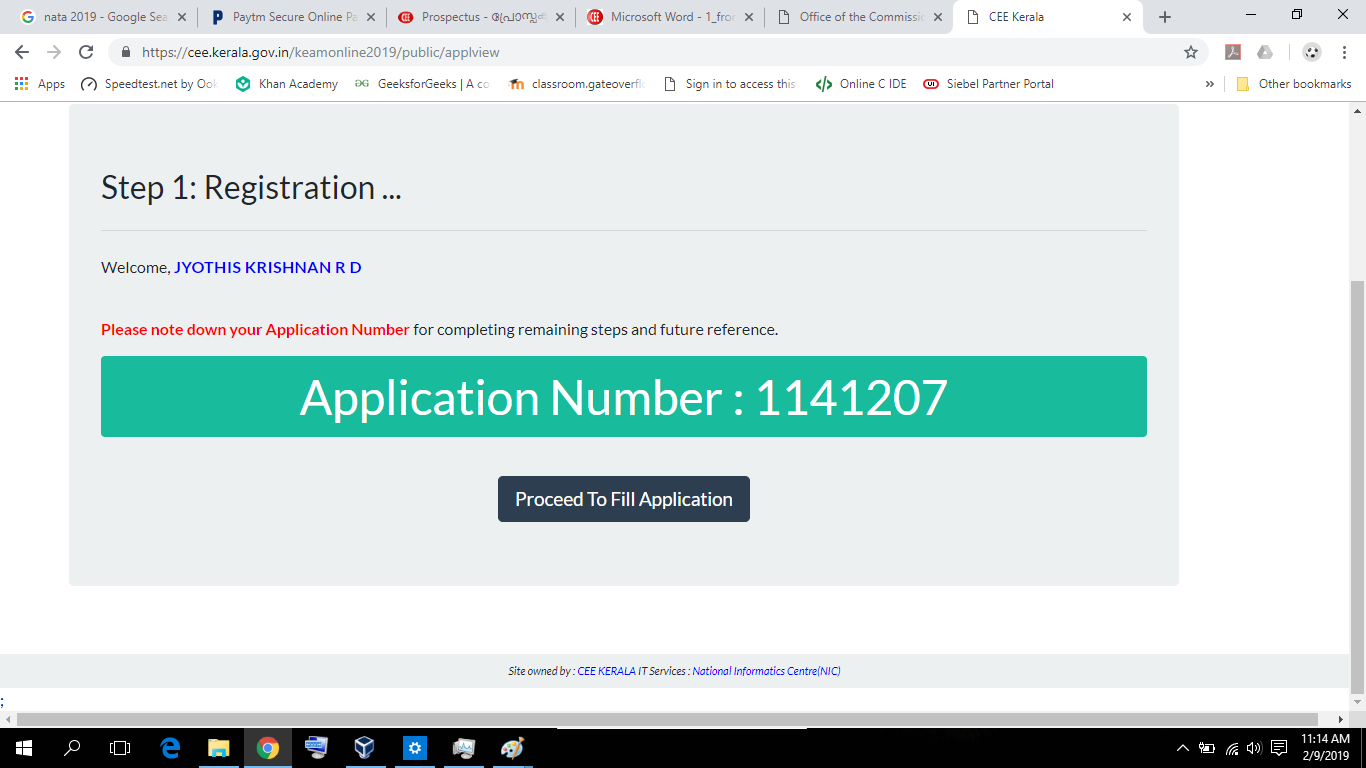 nata 2019 - Google Sea
Paytm Secure Online Pa
Prospectus -
Microsoft Word - 1_fron
Office of the Commissio
CEE Kerala
https://cee.kerala.gov.in/keamonline2019/public/applview
Apps
Speedtest.net by Ook
Khan Academy
GeeksforGeeks | A co
classroom.gateoverfl
Sign in to access this
Online C IDE
Siebel Partner Portal
»
Other bookmarks
Step 1: Registration ...
Welcome, JYOTHIS KRISHNAN R D
Please note down your Application Number for completing remaining steps and future reference.
Application Number : 1141207
Proceed To Fill Application
Site owned by : CEE KERALA IT Services : National Informatics Centre(NIC)
;
11:14 AM
2/9/2019